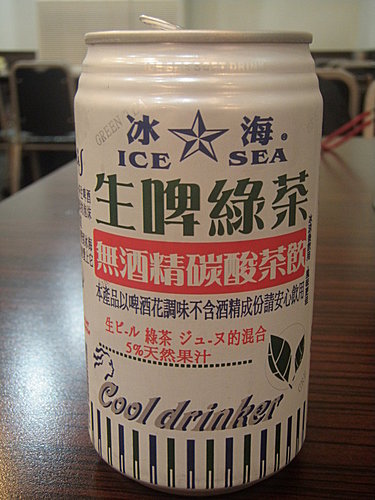 GREEN
冰 海
ICE SEA
生啤綠茶
無酒精碳酸茶飲
本產品以啤酒花調味不含酒精成份請安心飲用
生ビール 綠茶 ジュース的混合
5%天然果汁
Cool drinker